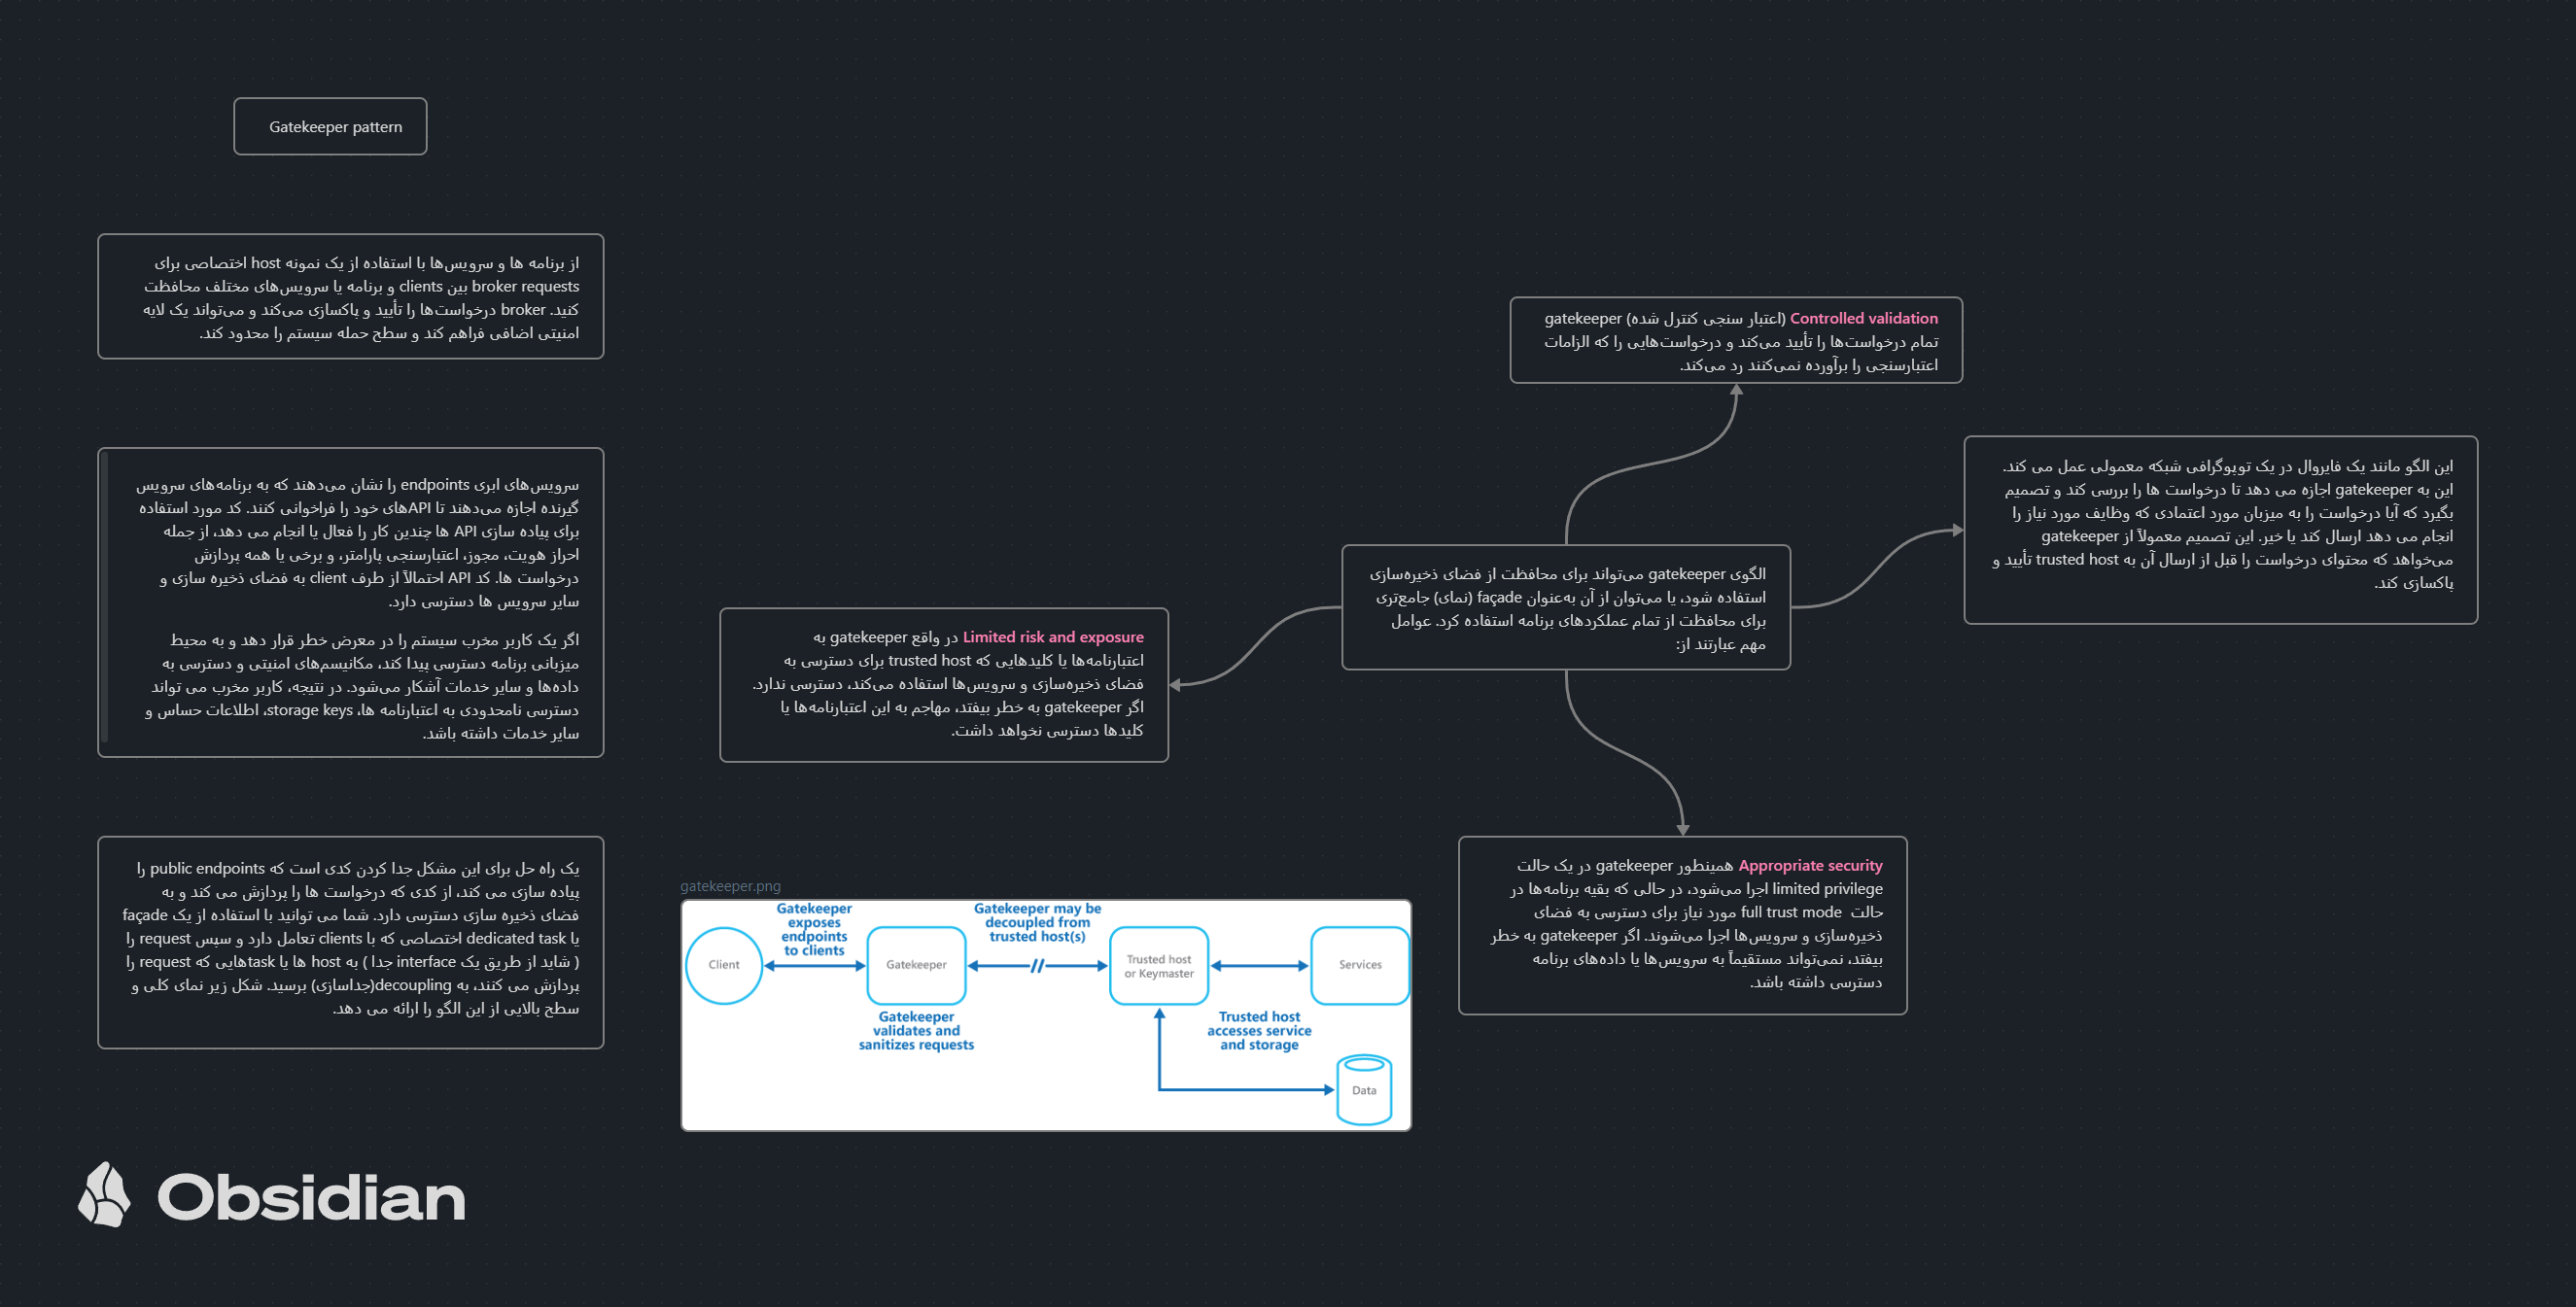 Gatekeeper pattern
از برنامه ها و سرویس‌ها با استفاده از یک نمونه host اختصاصی برای
broker requests بین clients و برنامه یا سرویس‌های مختلف محافظت
کنید. broker درخواست‌ها را تأیید و پاکسازی می‌کند و می‌تواند یک لایه
امنیتی اضافی فراهم کند و سطح حمله سیستم را محدود کند.
سرویس‌های ابری endpoints را نشان می‌دهند که به برنامه‌های سرویس
گیرنده اجازه می‌دهند تا APIهای خود را فراخوانی کنند. کد مورد استفاده
برای پیاده سازی API ها چندین کار را فعال یا انجام می دهد، از جمله
احراز هویت، مجوز، اعتبارسنجی پارامتر، و برخی یا همه پردازش
درخواست ها. کد API احتمالاً از طرف client به فضای ذخیره سازی و
سایر سرویس ها دسترسی دارد.
اگر یک کاربر مخرب سیستم را در معرض خطر قرار دهد و به محیط
میزبانی برنامه دسترسی پیدا کند، مکانیسم‌های امنیتی و دسترسی به
داده‌ها و سایر خدمات آشکار می‌شود. در نتیجه، کاربر مخرب می تواند
دسترسی نامحدودی به اعتبارنامه ها، storage keys، اطلاعات حساس و
سایر خدمات داشته باشد.
یک راه حل برای این مشکل جدا کردن کدی است که public endpoints را
پیاده سازی می کند، از کدی که درخواست ها را پردازش می کند و به
فضای ذخیره سازی دسترسی دارد. شما می توانید با استفاده از یک façade
یا dedicated task اختصاصی که با clients تعامل دارد و سپس request را
( شاید از طریق یک interface جدا ) به host ها یا taskهایی که request را
پردازش می کنند، به decoupling(جداسازی) برسید. شکل زیر نمای کلی و
سطح بالایی از این الگو را ارائه می دهد.
Controlled validation (اعتبار سنجی کنترل شده) gatekeeper
تمام درخواست‌ها را تأیید می‌کند و درخواست‌هایی را که الزامات
اعتبارسنجی را برآورده نمی‌کنند رد می‌کند.
این الگو مانند یک فایروال در یک توپوگرافی شبکه معمولی عمل می کند.
این به gatekeeper اجازه می دهد تا درخواست ها را بررسی کند و تصمیم
بگیرد که آیا درخواست را به میزبان مورد اعتمادی که وظایف مورد نیاز را
انجام می دهد ارسال کند یا خیر. این تصمیم معمولاً از gatekeeper
می‌خواهد که محتوای درخواست را قبل از ارسال آن به trusted host تأیید و
پاکسازی کند.
الگوی gatekeeper می‌تواند برای محافظت از فضای ذخیره‌سازی
استفاده شود، یا می‌توان از آن به‌عنوان façade (نمای) جامع‌تری
برای محافظت از تمام عملکردهای برنامه استفاده کرد. عوامل
مهم عبارتند از:
Limited risk and exposure در واقع gatekeeper به
اعتبارنامه‌ها یا کلیدهایی که trusted host برای دسترسی به
فضای ذخیره‌سازی و سرویس‌ها استفاده می‌کند، دسترسی ندارد.
اگر gatekeeper به خطر بیفتد، مهاجم به این اعتبارنامه‌ها یا
کلیدها دسترسی نخواهد داشت.
Appropriate security همینطور gatekeeper در یک حالت
limited privilege اجرا می‌شود، در حالی که بقیه برنامه‌ها در
حالت full trust mode مورد نیاز برای دسترسی به فضای
ذخیره‌سازی و سرویس‌ها اجرا می‌شوند. اگر gatekeeper به خطر
بیفتد، نمی‌تواند مستقیماً به سرویس‌ها یا داده‌های برنامه
دسترسی داشته باشد.
gatekeeper.png
Gatekeeper
exposes
endpoints
to clients
Gatekeeper may be
decoupled from
trusted host(s)
Client
Gatekeeper
Trusted host
or Keymaster
Services
Gatekeeper
validates and
sanitizes requests
Trusted host
accesses service
and storage
Data
Obsidian